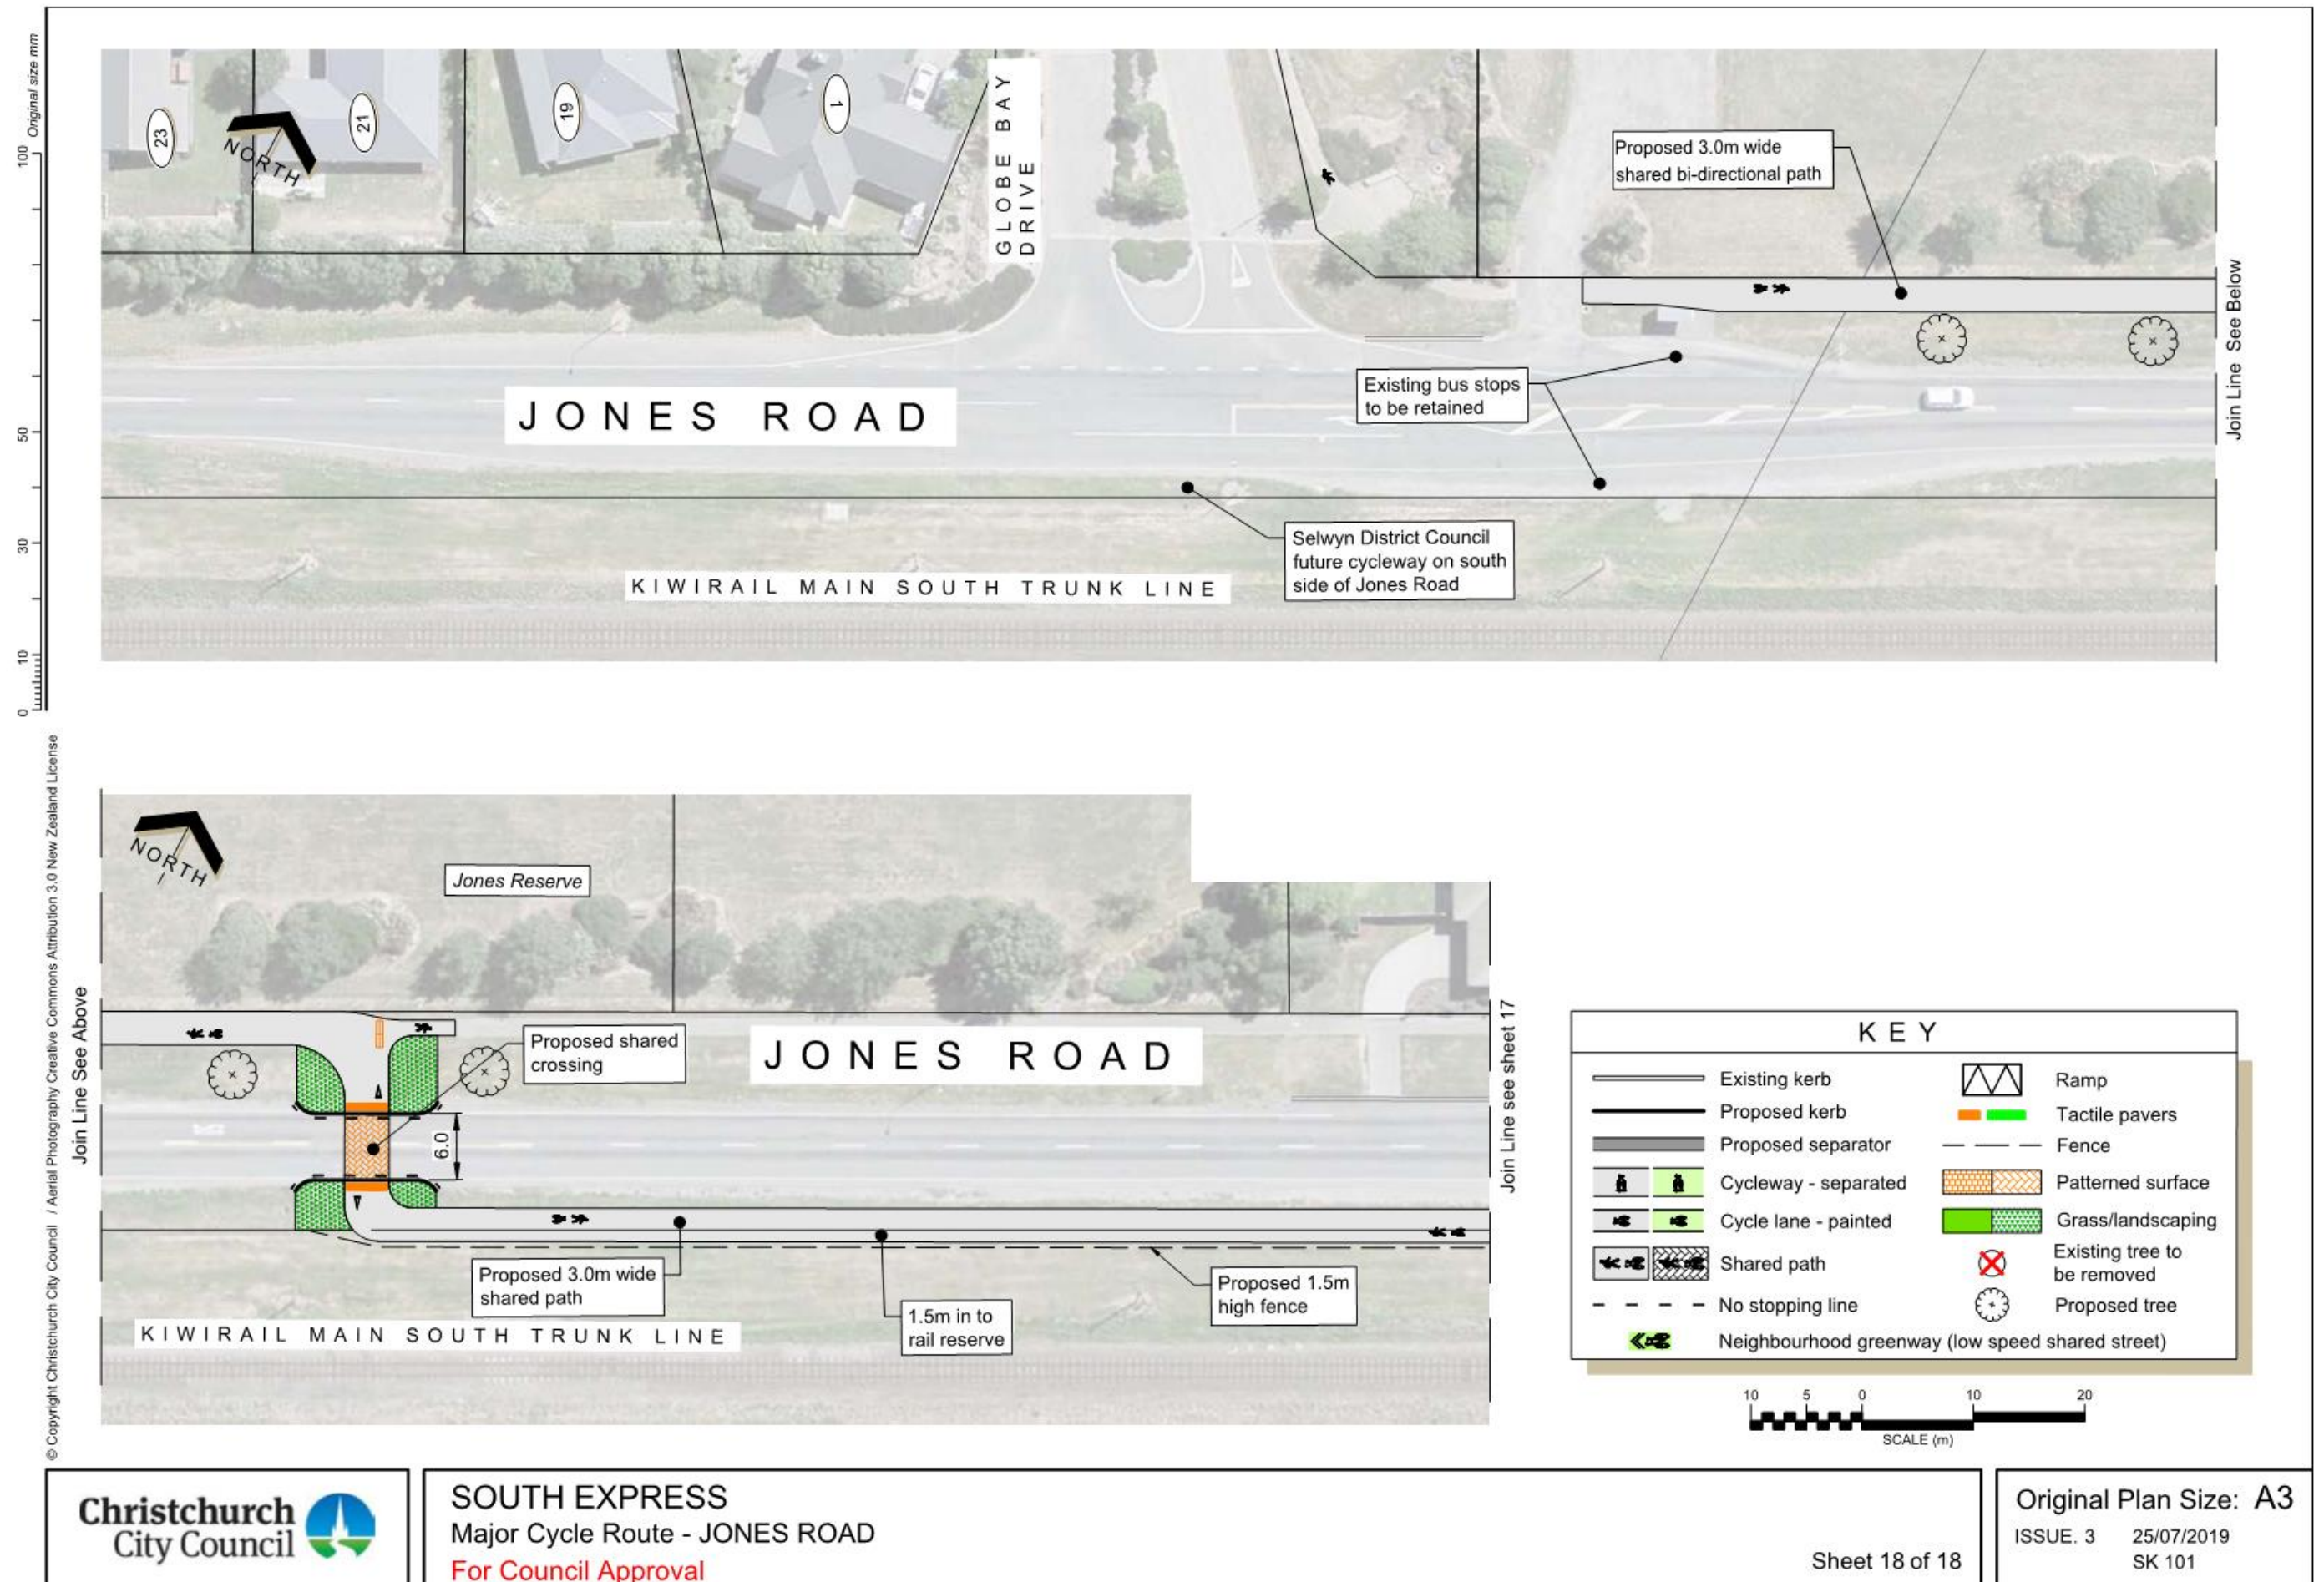 Original size mm
100
50
30
10
0
23
21
19
1
NORTH
GLOBE BAY
DRIVE
Proposed 3.0m wide
shared bi-directional path
Join Line See Below
Existing bus stops
to be retained
JONES ROAD
Selwyn District Council
future cycleway on south
side of Jones Road
KIWIRAIL MAIN SOUTH TRUNK LINE
© Copyright Christchurch City Council / Aerial Photography Creative Commons Attribution 3.0 New Zealand License
Join Line See Above
NORTH
Jones Reserve
Proposed shared
crossing
JONES ROAD
6.0
Join Line see sheet 17
Proposed 3.0m wide
shared path
1.5m in to
rail reserve
Proposed 1.5m
high fence
KIWIRAIL MAIN SOUTH TRUNK LINE
KEY
Existing kerb
Proposed kerb
Proposed separator
Cycleway - separated
Cycle lane - painted
Shared path
No stopping line
Neighbourhood greenway (low speed shared street)
Ramp
Tactile pavers
Fence
Patterned surface
Grass/landscaping
Existing tree to
be removed
Proposed tree
10 5 0 10 20
SCALE (m)
Christchurch
City Council
SOUTH EXPRESS
Major Cycle Route - JONES ROAD
For Council Approval
Sheet 18 of 18
Original Plan Size: A3
ISSUE. 3 25/07/2019
SK 101